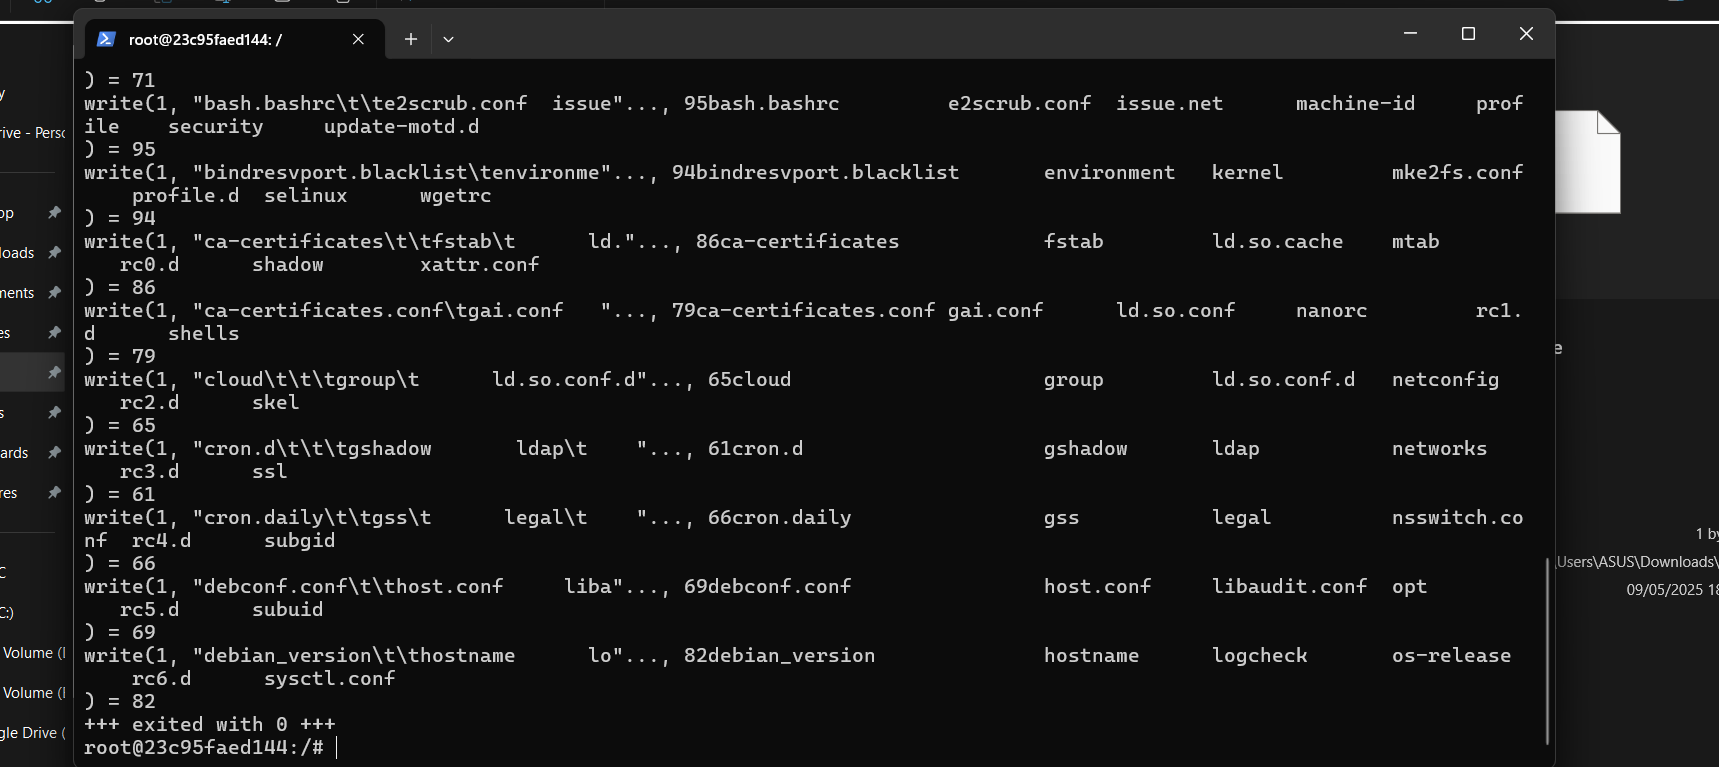 root@23c95faed144: /
) = 71
write(1, "bash.bashrc\t\te2scrub.conf  issue"..., 95bash.bashrc         e2scrub.conf  issue.net      machine-id     prof
ile    security     update-motd.d
) = 95
write(1, "bindresvport.blacklist\tenvironme"..., 94bindresvport.blacklist       environment   kernel         mke2fs.conf
    profile.d  selinux      wgetrc
) = 94
write(1, "ca-certificates\t\tfstab\t      ld."..., 86ca-certificates            fstab         ld.so.cache    mtab
   rc0.d      shadow        xattr.conf
) = 86
write(1, "ca-certificates.conf\tgai.conf   "..., 79ca-certificates.conf gai.conf      ld.so.conf     nanorc         rc1.
d      shells
) = 79
write(1, "cloud\t\t\tgroup\t      ld.so.conf.d"..., 65cloud                     group         ld.so.conf.d   netconfig
   rc2.d      skel
) = 65
write(1, "cron.d\t\t\tgshadow       ldap\t    "..., 61cron.d                    gshadow       ldap           networks
   rc3.d      ssl
) = 61
write(1, "cron.daily\t\tgss\t      legal\t    "..., 66cron.daily                gss           legal          nsswitch.co
nf  rc4.d      subgid
) = 66
write(1, "debconf.conf\t\thost.conf     liba"..., 69debconf.conf                host.conf     libaudit.conf  opt
   rc5.d      subuid
) = 69
write(1, "debian_version\t\thostname      lo"..., 82debian_version              hostname      logcheck       os-release
    rc6.d      sysctl.conf
) = 82
+++ exited with 0 +++
root@23c95faed144:/#
y
rive - Perso
op
loads
ments
es
s
ards
res
C
C:)
Volume (
Volume (
gle Drive (
e
1 by
\Users\ASUS\Downloads\
09/05/2025 18